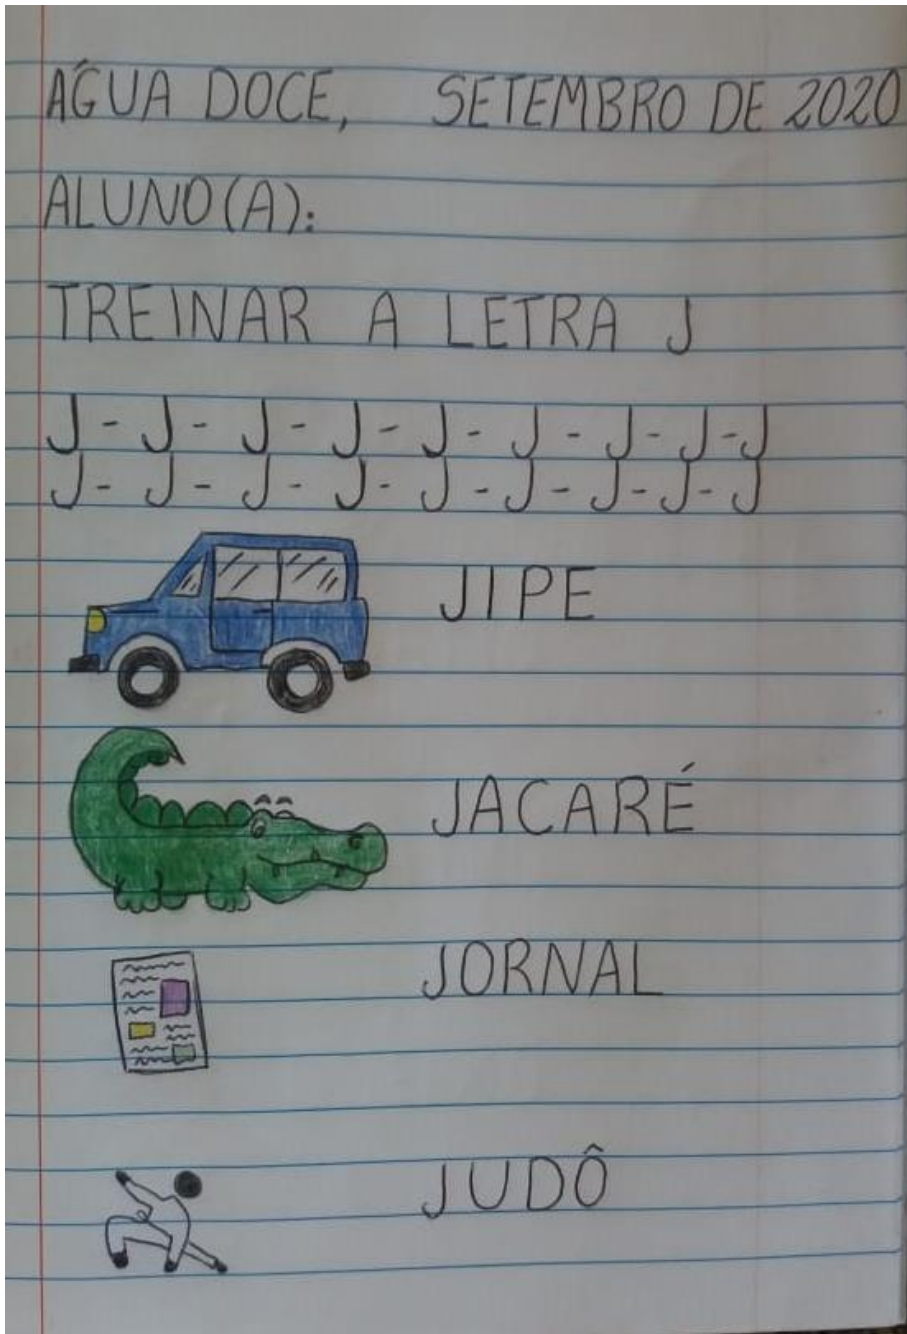 ÁGUA DOCE, SETEMBRO DE 2020
ALUNO(A):
TREINAR A LETRA J
J - J - J - J - J - J - J - J - J
J - J - J - J - J - J - J - J - J
JIPE
JACARÉ
JORNAL
JUDÔ